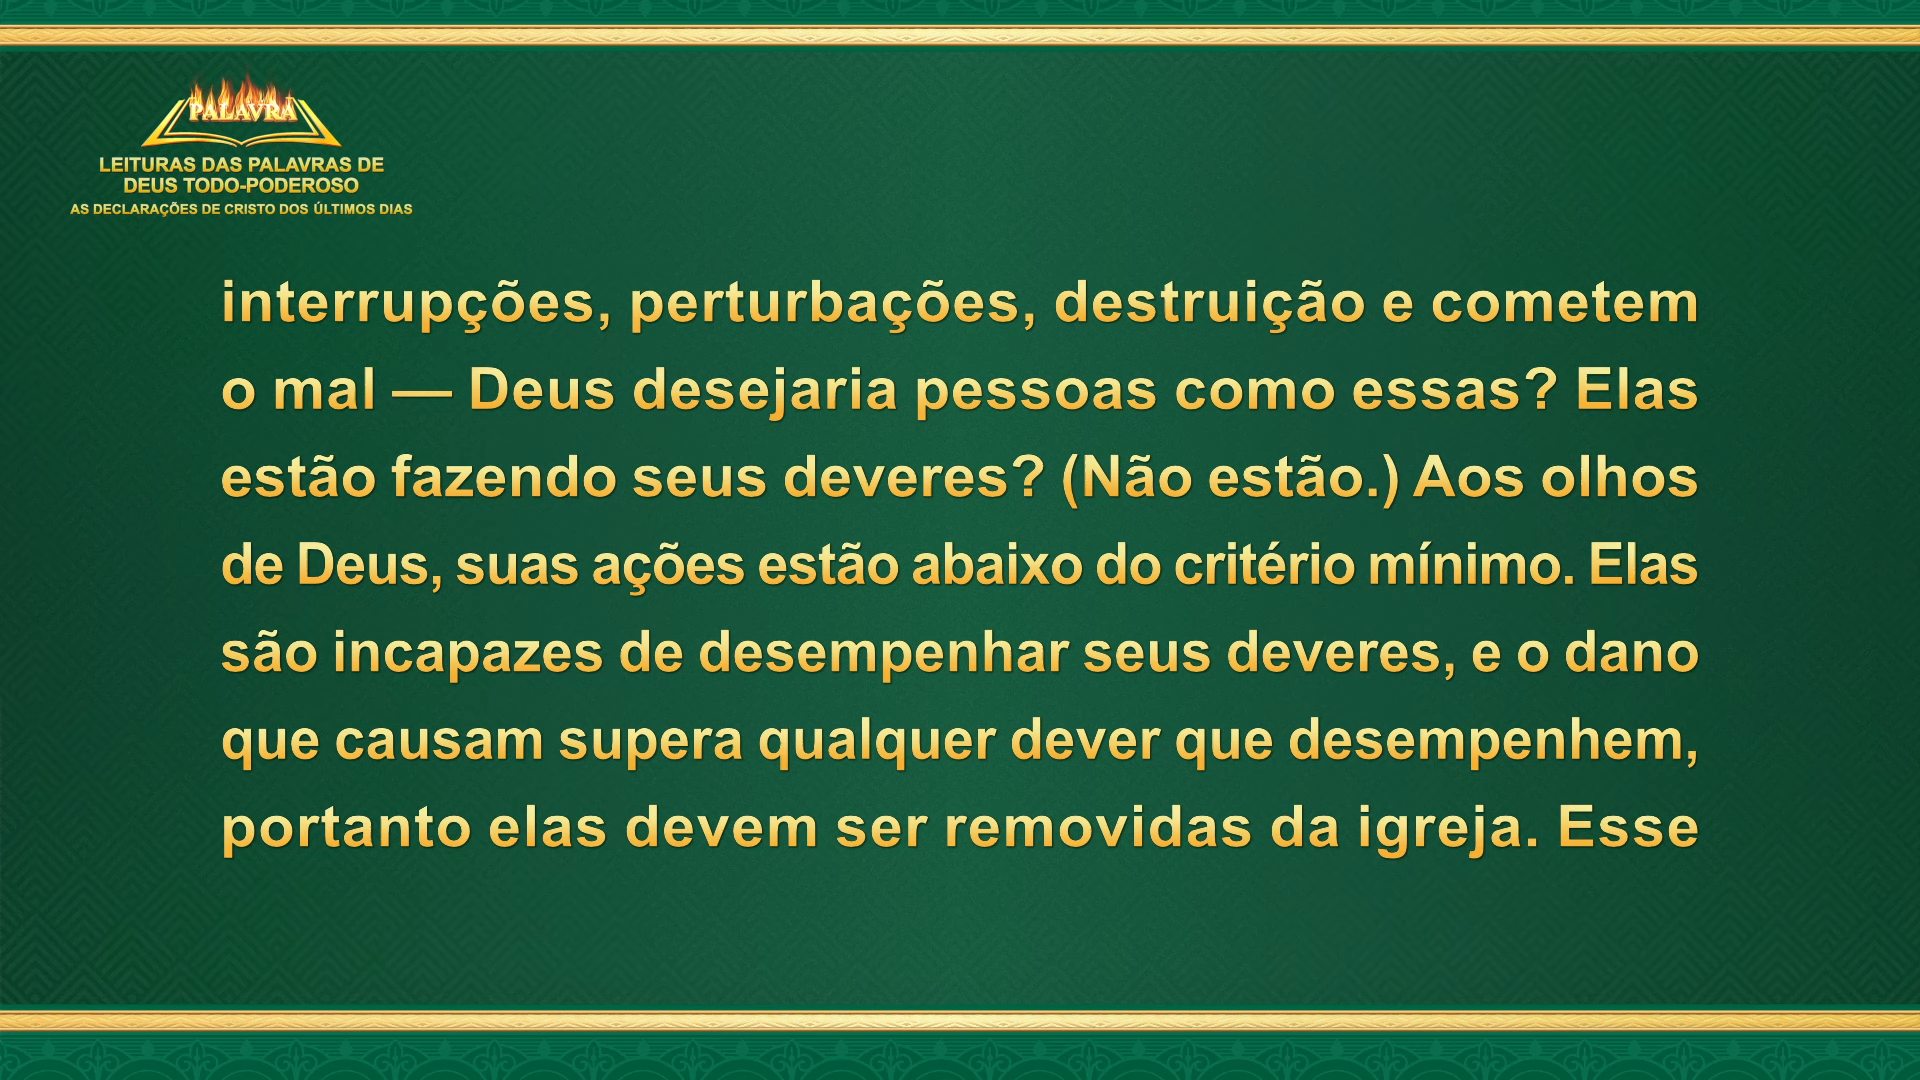 PALAVRA
LEITURAS DAS PALAVRAS DE
DEUS TODO-PODEROSO
AS DECLARAÇÕES DE CRISTO DOS ÚLTIMOS DIAS
interrupções, perturbações, destruição e cometem
o mal — Deus desejaria pessoas como essas? Elas
estão fazendo seus deveres? (Não estão.) Aos olhos
de Deus, suas ações estão abaixo do critério mínimo. Elas
são incapazes de desempenhar seus deveres, e o dano
que causam supera qualquer dever que desempenhem,
portanto elas devem ser removidas da igreja. Esse